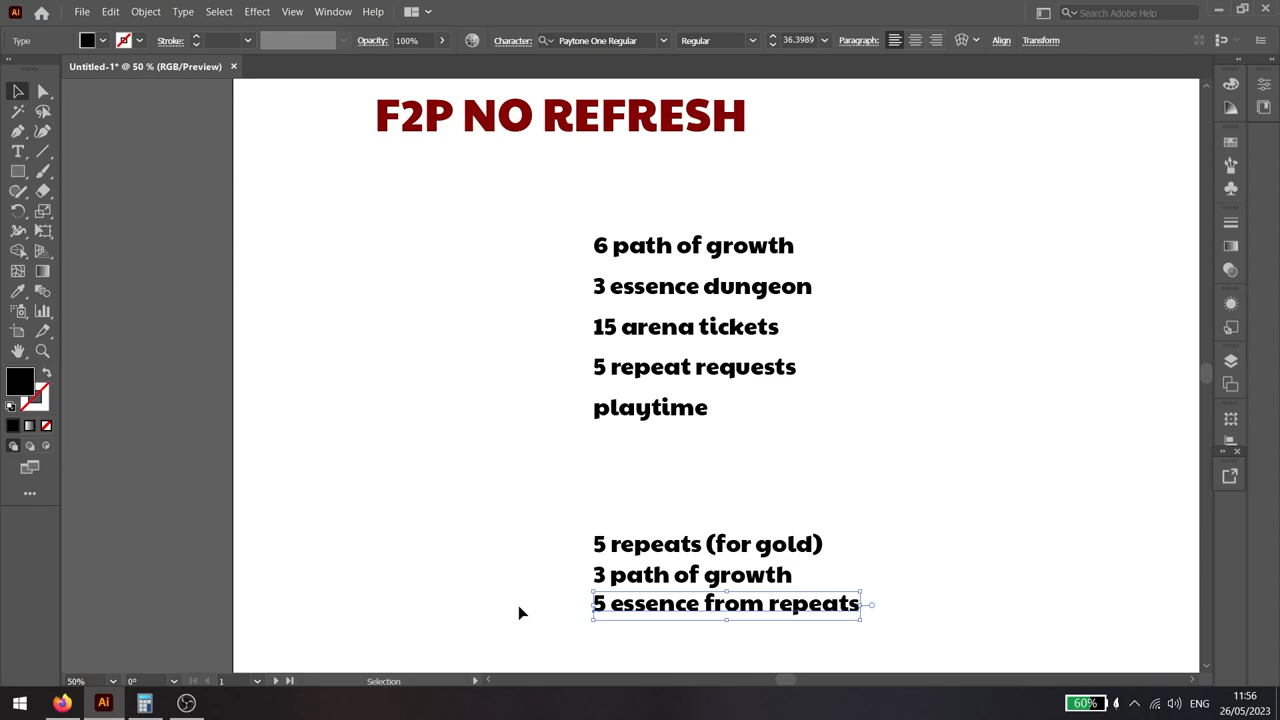 File Edit Object Type Select Effect View Window Help
Search Adobe Help
Type Stroke: Opacity: 100% Character: Paytone One Regular Regular 36.3989 Paragraph: Align Transform
Untitled-1* @ 50 % (RGB/Preview)
F2P NO REFRESH
6 path of growth
3 essence dungeon
15 arena tickets
5 repeat requests
playtime
5 repeats (for gold)
3 path of growth
5 essence from repeats
50% 0° 1 Selection
60% ENG 11:56
26/05/2023